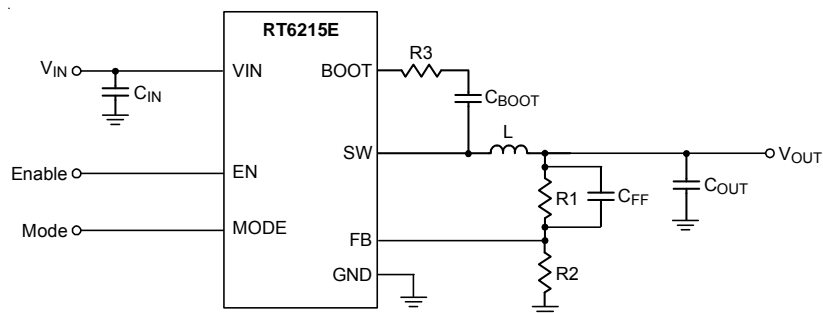 RT6215E
R3
VIN
VIN
BOOT
CIN
CBOOT
L
SW
VOUT
Enable
EN
R1
CFF
COUT
Mode
MODE
FB
GND
R2